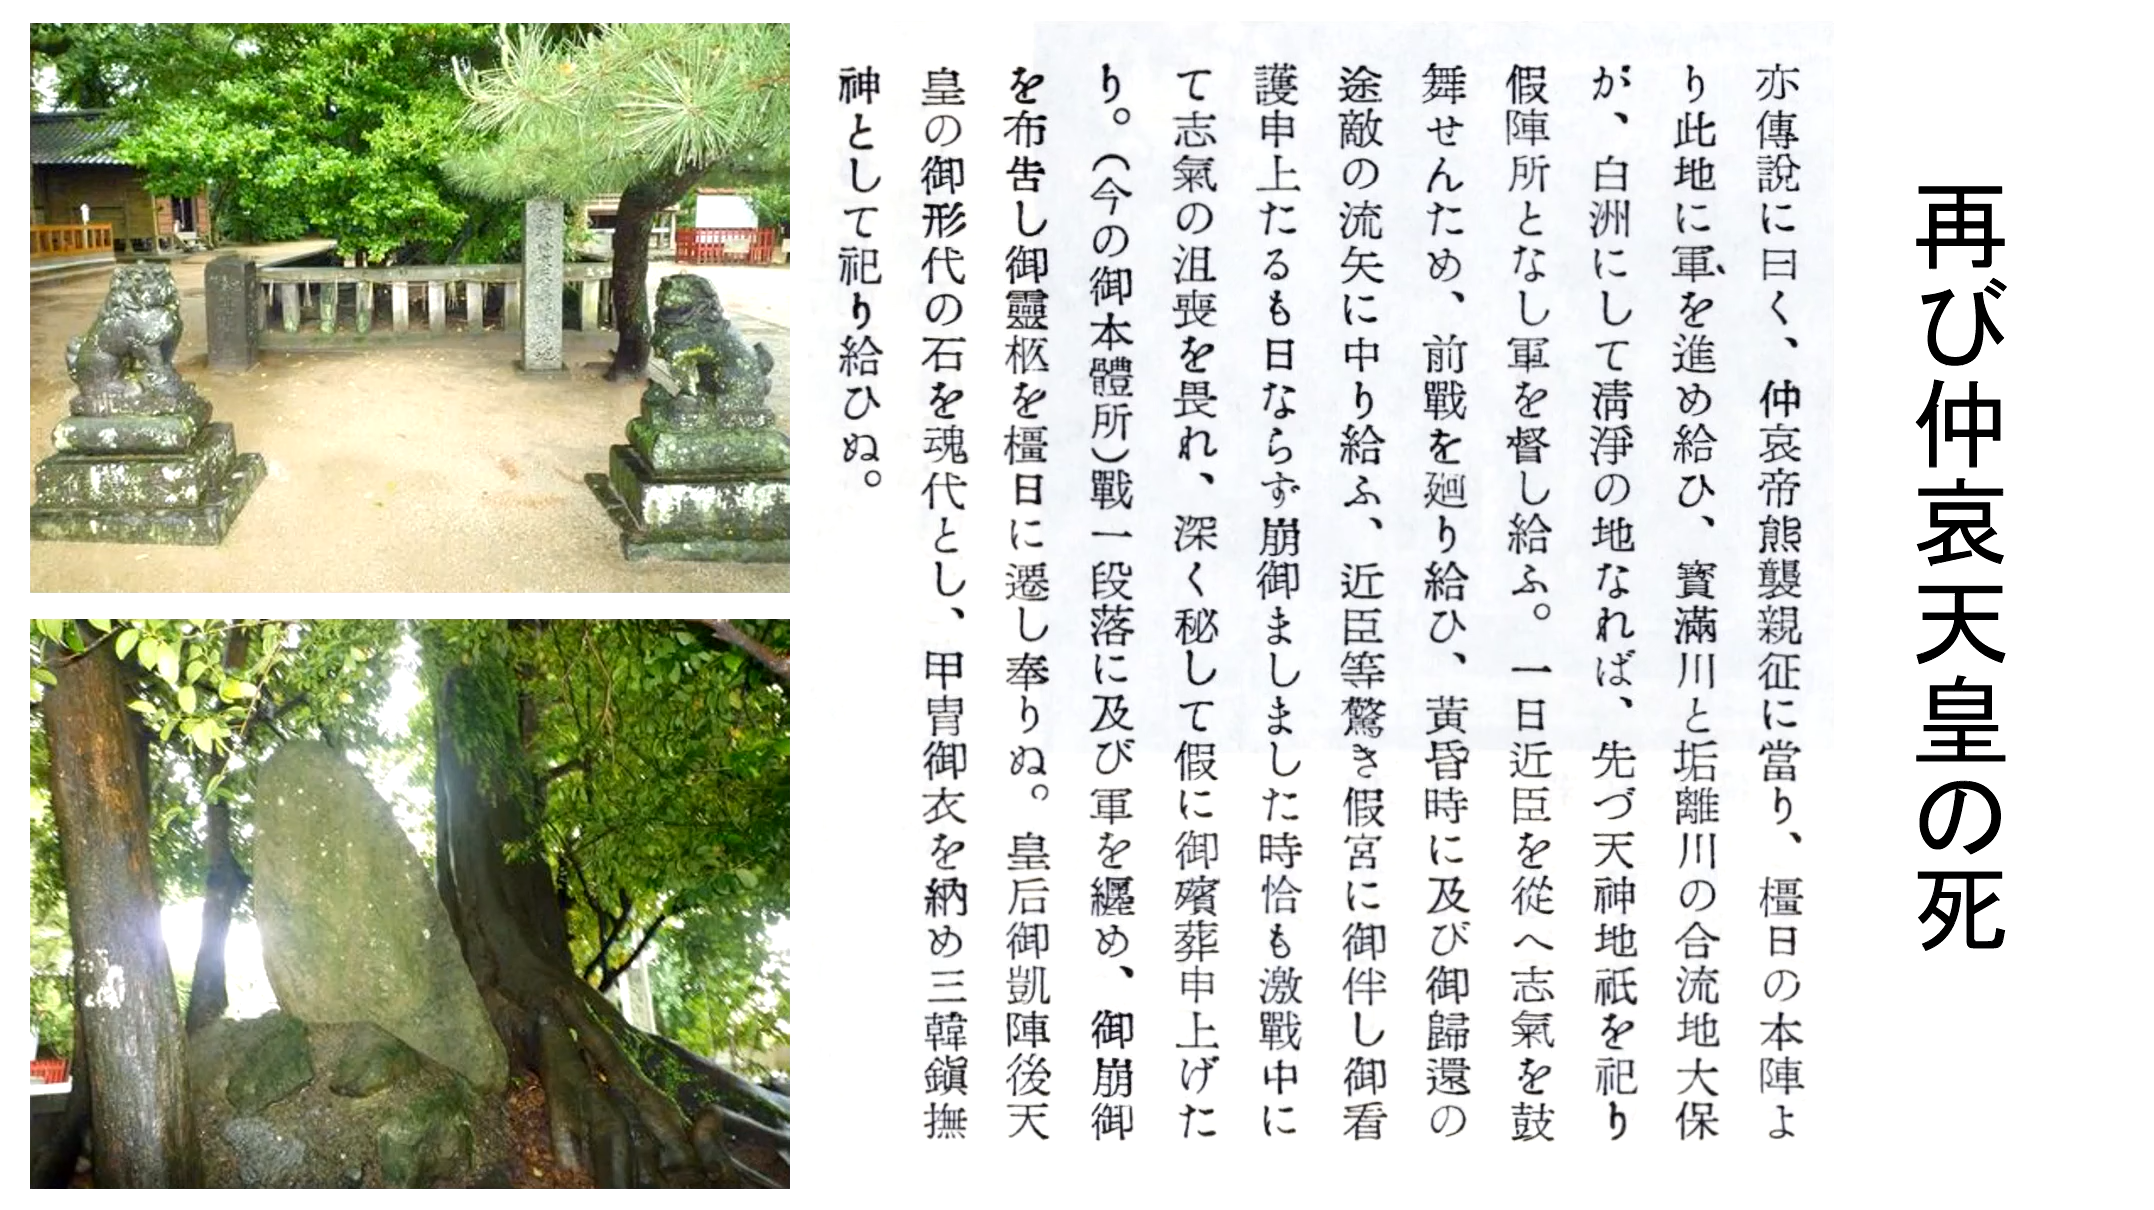 再び仲哀天皇の死
亦傳說に曰く、仲哀帝熊襲親征に當り、橿日の本陣よ
り此地に軍を進め給ひ、寳滿川と垢離川の合流地大保
が、白洲にして淸淨の地なれば、先づ天神地祇を祀り
假陣所となし軍を督し給ふ。一日近臣を從へ志氣を鼓
舞せんため、前戰を廻り給ひ、黄昏時に及び御歸還の
途敵の流矢に中り給ふ、近臣等驚き假宮に御伴し御看
護申上たるも日ならず崩御ましました時恰も激戰中に
て志氣の沮喪を畏れ、深く秘して假に御殯葬申上げた
り。(今の御本體所)戰一段落に及び軍を纒め、御崩御
を布告し御靈柩を橿日に遷し奉りぬ。皇后御凱陣後天
皇の御形代の石を魂代とし、甲冑御衣を納め三韓鎭撫
神として祀り給ひぬ。